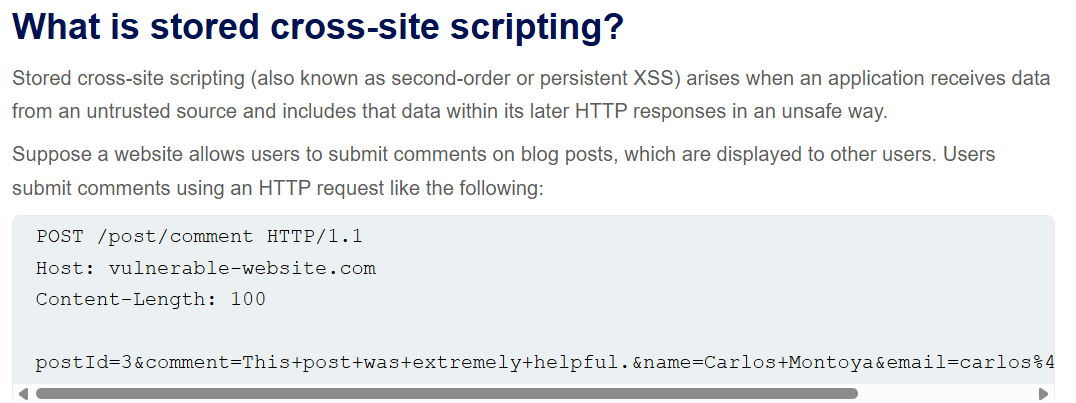 What is stored cross-site scripting?
Stored cross-site scripting (also known as second-order or persistent XSS) arises when an application receives data
from an untrusted source and includes that data within its later HTTP responses in an unsafe way.
Suppose a website allows users to submit comments on blog posts, which are displayed to other users. Users
submit comments using an HTTP request like the following:
POST /post/comment HTTP/1.1
Host: vulnerable-website.com
Content-Length: 100
postId=3&comment=This+post+was+extremely+helpful.&name=Carlos+Montoya&email=carlos%4